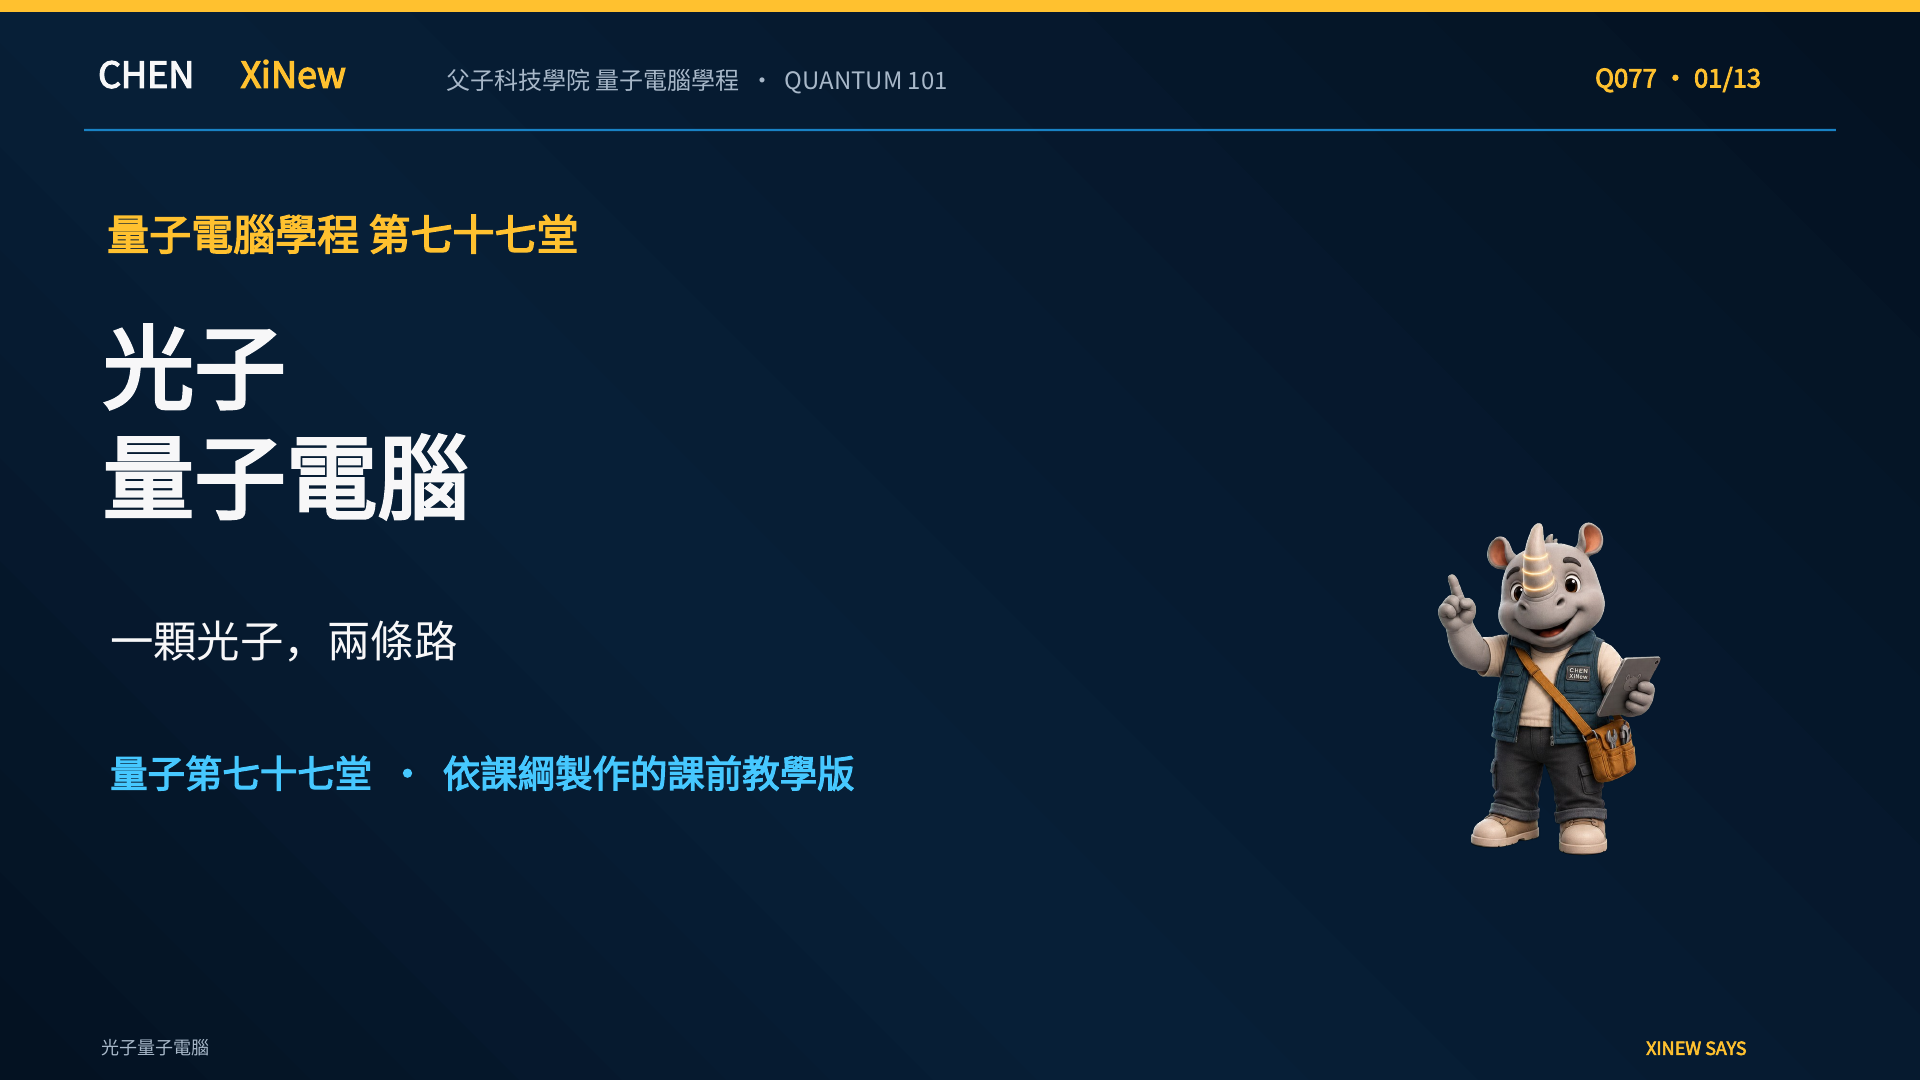 CHEN XiNew 父子科技學院 量子電腦學程 · QUANTUM 101 Q077 · 01/13
量子電腦學程 第七十七堂
光子
量子電腦
一顆光子，兩條路
CHEN
XiNew
量子第七十七堂 · 依課綱製作的課前教學版
光子量子電腦 XINEW SAYS